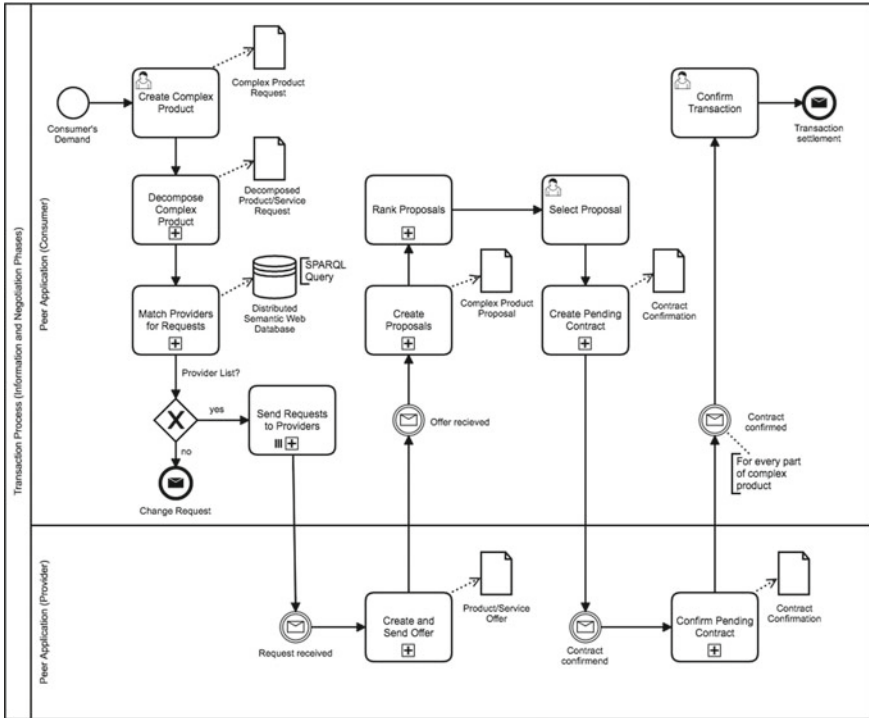 Transaction Process (Information and Negotiation Phases)
Peer Application (Consumer)
Consumer's
Demand
Create Complex
Product
Complex Product
Request
Decompose
Complex
Product
Decomposed
Product/Service
Request
Match Providers
for Requests
SPARQL
Query
Distributed
Semantic Web
Database
Provider List?
X
yes
no
Change Request
Send Requests
to Providers
Rank Proposals
Create
Proposals
Complex Product
Proposal
Offer recieved
Select Proposal
Create Pending
Contract
Contract
Confirmation
Confirm
Transaction
Transaction
settlement
Contract
confirmed
For every part
of complex
product
Peer Application (Provider)
Request received
Create and
Send Offer
Product/Service
Offer
Contract
confirmend
Confirm Pending
Contract
Contract
Confirmation